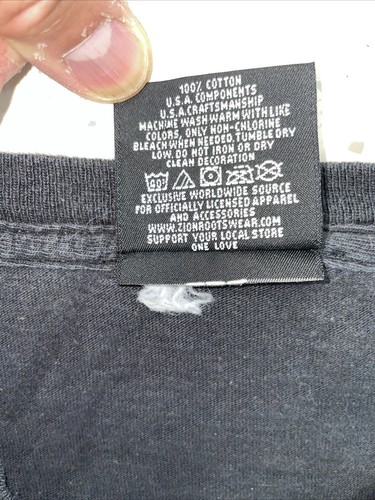 100% COTTON
U.S.A. COMPONENTS
U.S.A. CRAFTSMANSHIP
MACHINE WASH WARM WITH LIKE
COLORS, ONLY NON-CHLORINE
BLEACH WHEN NEEDED, TUMBLE DRY
LOW. DO NOT IRON OR DRY
CLEAN DECORATION
EXCLUSIVE WORLDWIDE SOURCE
FOR OFFICIALLY LICENSED APPAREL
AND ACCESSORIES
WWW.ZIONROOTSWEAR.COM
SUPPORT YOUR LOCAL STORE
ONE LOVE